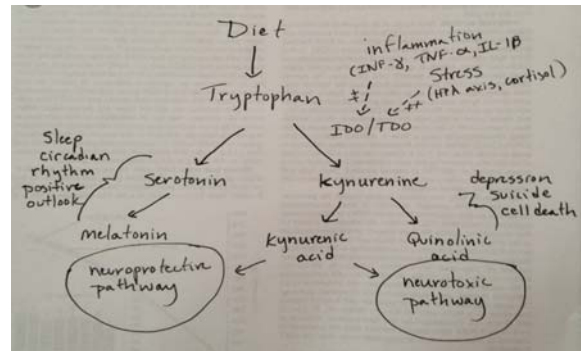 Diet
inflammation
(INF-γ, TNF-α, IL-1B
Stress
(HPA axis, cortisol)
++
++
Tryptophan
IDO/TDO
Sleep
circadian
rhythm
positive
outlook
Serotonin
Kynurenine
depression
suicide
cell death
melatonin
kynurenic
acid
Quinolinic
acid
neuroprotective
pathway
neurotoxic
pathway